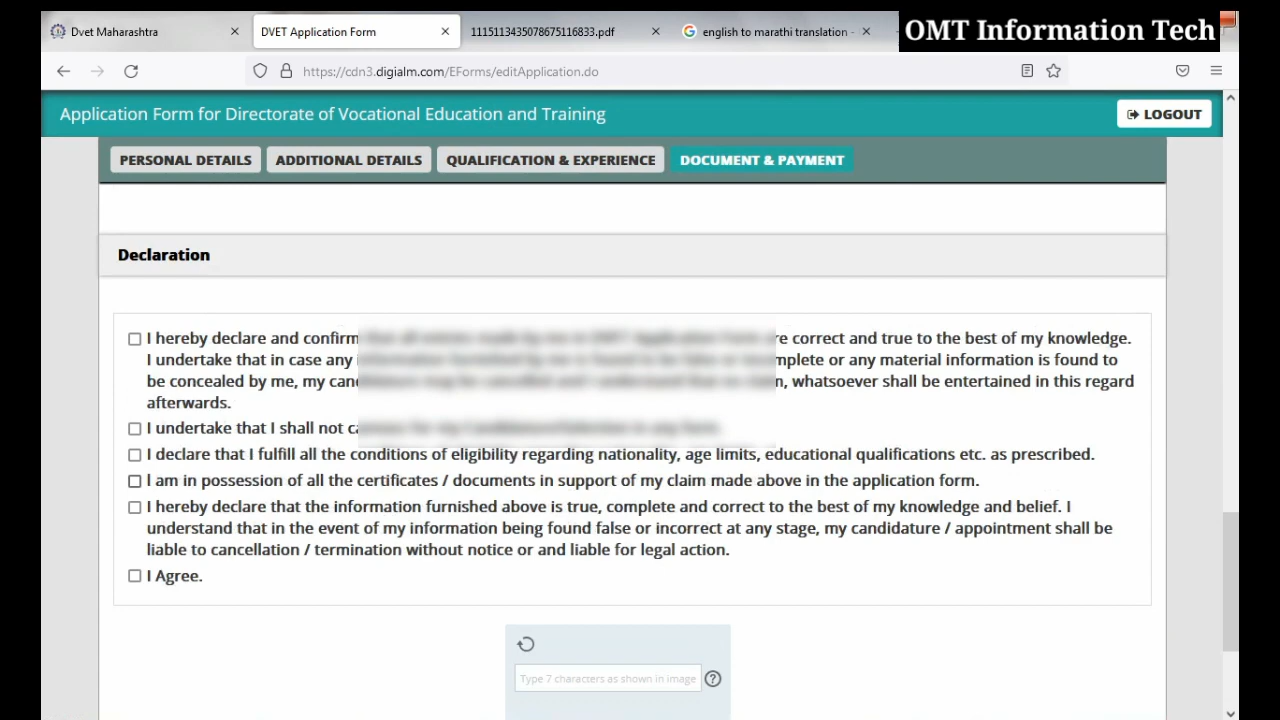 Dvet Maharashtra
DVET Application Form
1115113435078675116833.pdf
english to marathi translation -
OMT Information Tech
https://cdn3.digialm.com/EForms/editApplication.do
Application Form for Directorate of Vocational Education and Training
LOGOUT
PERSONAL DETAILS
ADDITIONAL DETAILS
QUALIFICATION & EXPERIENCE
DOCUMENT & PAYMENT
Declaration
I hereby declare and confirm correct and true to the best of my knowledge.
I undertake that in case any or any material information is found to
be concealed by me, my whatsoever shall be entertained in this regard
afterwards.
I undertake that I shall not
I declare that I fulfill all the conditions of eligibility regarding nationality, age limits, educational qualifications etc. as prescribed.
I am in possession of all the certificates / documents in support of my claim made above in the application form.
I hereby declare that the information furnished above is true, complete and correct to the best of my knowledge and belief. I
understand that in the event of my information being found false or incorrect at any stage, my candidature / appointment shall be
liable to cancellation / termination without notice or and liable for legal action.
I Agree.
Type 7 characters as shown in image